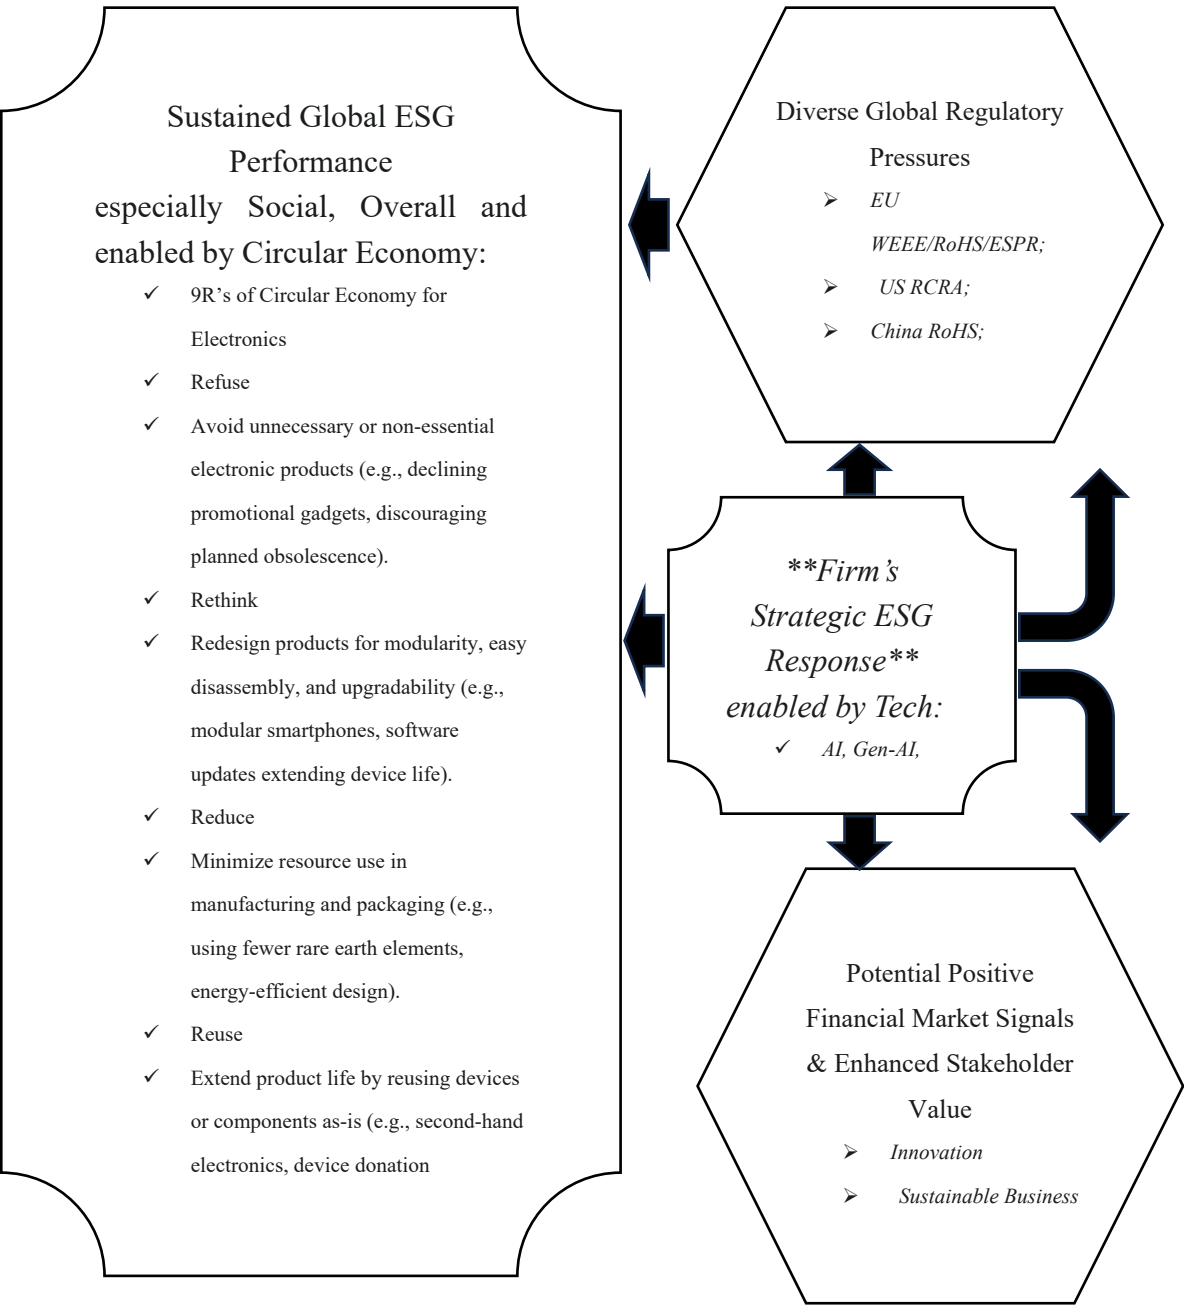 Sustained Global ESG
Performance
especially Social, Overall and
enabled by Circular Economy:
✓ 9R’s of Circular Economy for
Electronics
✓ Refuse
✓ Avoid unnecessary or non-essential
electronic products (e.g., declining
promotional gadgets, discouraging
planned obsolescence).
✓ Rethink
✓ Redesign products for modularity, easy
disassembly, and upgradability (e.g.,
modular smartphones, software
updates extending device life).
✓ Reduce
✓ Minimize resource use in
manufacturing and packaging (e.g.,
using fewer rare earth elements,
energy-efficient design).
✓ Reuse
✓ Extend product life by reusing devices
or components as-is (e.g., second-hand
electronics, device donation
Diverse Global Regulatory
Pressures
➢ EU
WEEE/RoHS/ESPR;
➢ US RCRA;
➢ China RoHS;
**Firm’s
Strategic ESG
Response**
enabled by Tech:
✓ AI, Gen-AI,
Potential Positive
Financial Market Signals
& Enhanced Stakeholder
Value
➢ Innovation
➢ Sustainable Business